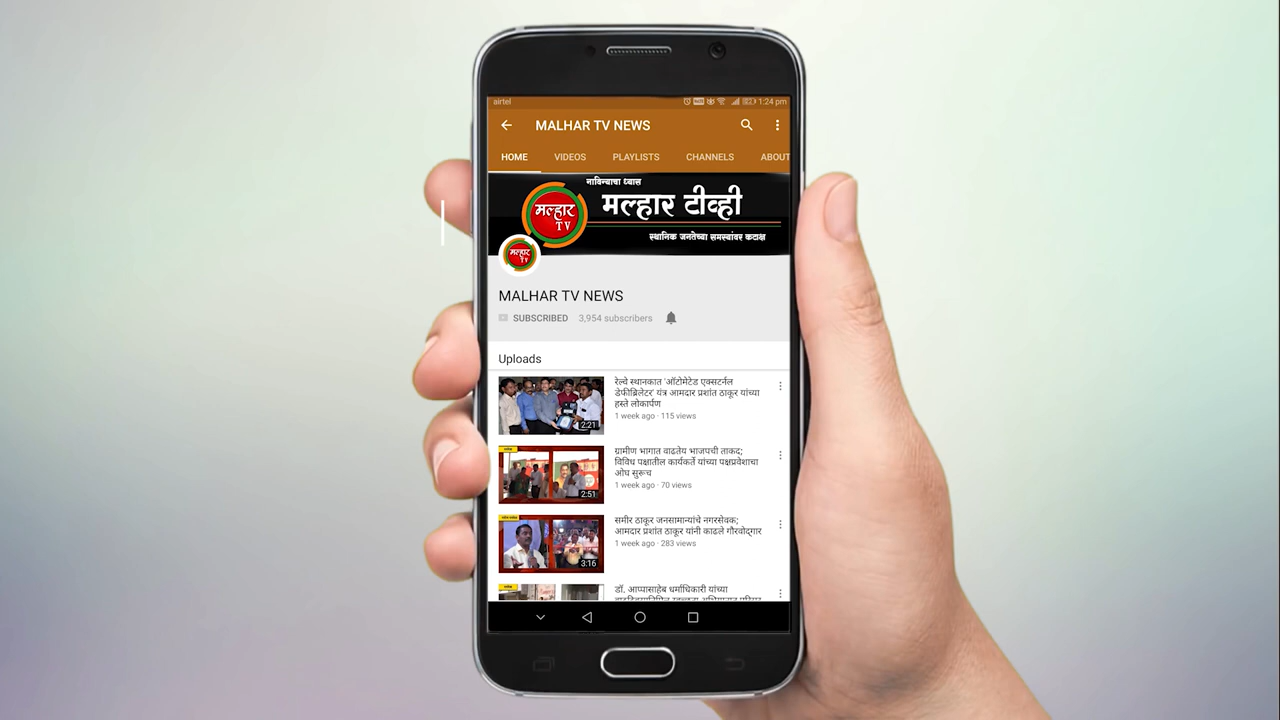 airtel
1:24 pm
MALHAR TV NEWS
HOME VIDEOS PLAYLISTS CHANNELS ABOUT
नाविन्याचा ध्यास
मल्हार टीव्ही
मल्हार
TV
स्थानिक जनतेच्या समस्यांवर कटाक्ष
मल्हार
TV
MALHAR TV NEWS
SUBSCRIBED 3,954 subscribers
Uploads
रेल्वे स्थानकात 'ऑटोमेटेड एक्सटर्नल
डेफीब्रिलेटर' यंत्र आमदार प्रशांत ठाकूर यांच्या
हस्ते लोकार्पण
1 week ago · 115 views
2:21
ग्रामीण भागात वाढतेय भाजपची ताकद;
विविध पक्षातील कार्यकर्ते यांच्या पक्षप्रवेशाचा
ओघ सुरूच
1 week ago · 70 views
2:51
समीर ठाकूर जनसामान्यांचे नगरसेवक;
आमदार प्रशांत ठाकूर यांनी काढले गौरवोद्गार
1 week ago · 283 views
3:16
डॉ. आप्पासाहेब धर्माधिकारी यांच्या